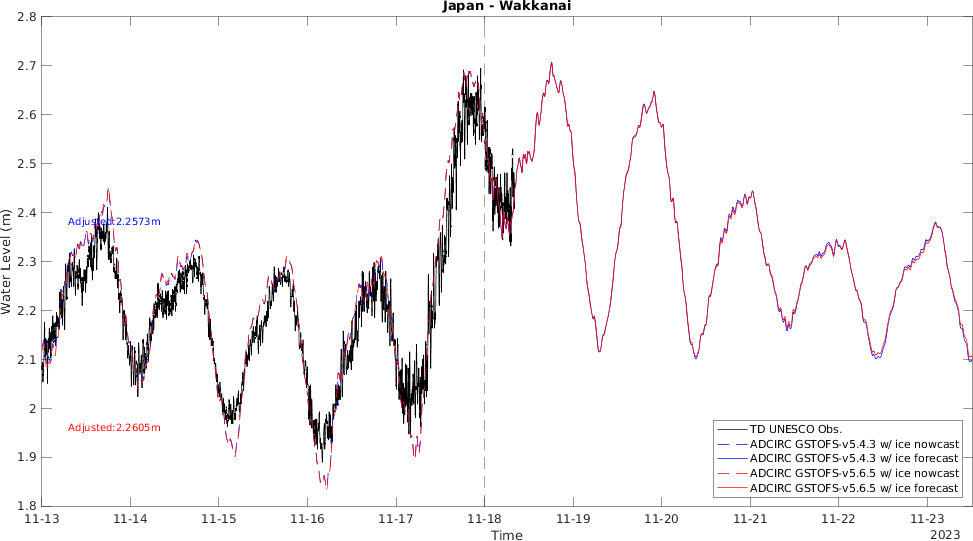 Japan - Wakkanai
Water Level (m)
2.8
2.7
2.6
2.5
2.4
2.3
2.2
2.1
2
1.9
1.8
Adjusted:2.2573m
Adjusted:2.2605m
TD UNESCO Obs.
ADCIRC GSTOFS-v5.4.3 w/ ice nowcast
ADCIRC GSTOFS-v5.4.3 w/ ice forecast
ADCIRC GSTOFS-v5.6.5 w/ ice nowcast
ADCIRC GSTOFS-v5.6.5 w/ ice forecast
11-13 11-14 11-15 11-16 11-17 11-18 11-19 11-20 11-21 11-22 11-23
Time
2023